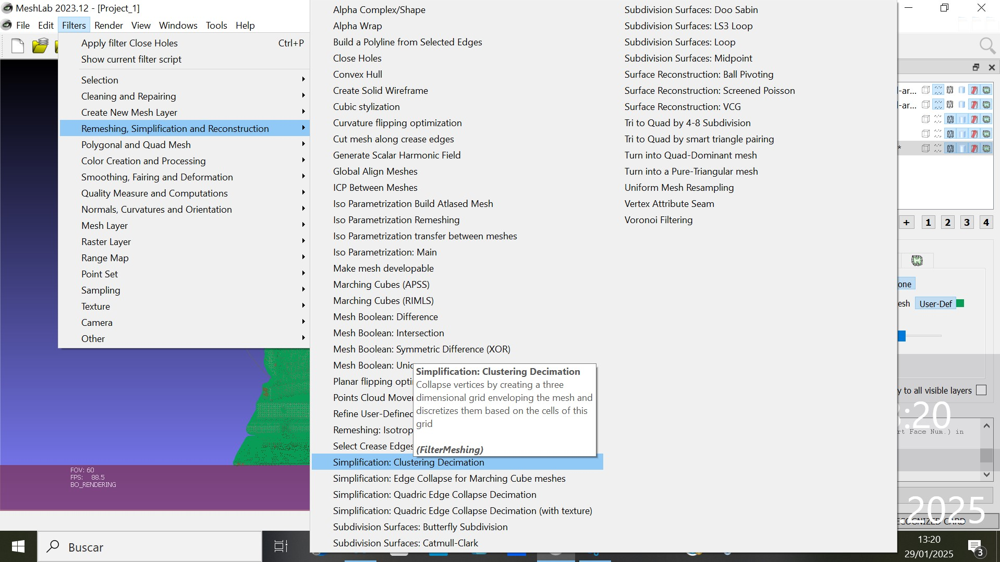 MeshLab 2023.12 - [Project_1]
File Edit Filters Render View Windows Tools Help
Apply filter Close Holes Ctrl+P
Show current filter script
Selection
Cleaning and Repairing
Create New Mesh Layer
Remeshing, Simplification and Reconstruction
Polygonal and Quad Mesh
Color Creation and Processing
Smoothing, Fairing and Deformation
Quality Measure and Computations
Normals, Curvatures and Orientation
Mesh Layer
Raster Layer
Range Map
Point Set
Sampling
Texture
Camera
Other
Alpha Complex/Shape
Alpha Wrap
Build a Polyline from Selected Edges
Close Holes
Convex Hull
Create Solid Wireframe
Cubic stylization
Curvature flipping optimization
Cut mesh along crease edges
Generate Scalar Harmonic Field
Global Align Meshes
ICP Between Meshes
Iso Parametrization Build Atlased Mesh
Iso Parametrization Remeshing
Iso Parametrization transfer between meshes
Iso Parametrization: Main
Make mesh developable
Marching Cubes (APSS)
Marching Cubes (RIMLS)
Mesh Boolean: Difference
Mesh Boolean: Intersection
Mesh Boolean: Symmetric Difference (XOR)
Mesh Boolean: Unio
Planar flipping opti
Points Cloud Mover
Refine User-Defined
Remeshing: Isotrop
Select Crease Edges
Simplification: Clustering Decimation
Simplification: Edge Collapse for Marching Cube meshes
Simplification: Quadric Edge Collapse Decimation
Simplification: Quadric Edge Collapse Decimation (with texture)
Subdivision Surfaces: Butterfly Subdivision
Subdivision Surfaces: Catmull-Clark
Simplification: Clustering Decimation
Collapse vertices by creating a three
dimensional grid enveloping the mesh and
discretizes them based on the cells of this
grid
(FilterMeshing)
Subdivision Surfaces: Doo Sabin
Subdivision Surfaces: LS3 Loop
Subdivision Surfaces: Loop
Subdivision Surfaces: Midpoint
Surface Reconstruction: Ball Pivoting
Surface Reconstruction: Screened Poisson
Surface Reconstruction: VCG
Tri to Quad by 4-8 Subdivision
Tri to Quad by smart triangle pairing
Turn into Quad-Dominant mesh
Turn into a Pure-Triangular mesh
Uniform Mesh Resampling
Vertex Attribute Seam
Voronoi Filtering
l-ar...
l-ar...
*
+ 1 2 3 4
one
esh User-Def
y to all visible layers
:20
rt Face Num.) in
.2025
ECOGNIZED CARD
FOV: 60
FPS: 88.5
BO_RENDERING
Buscar
13:20
29/01/2025
3